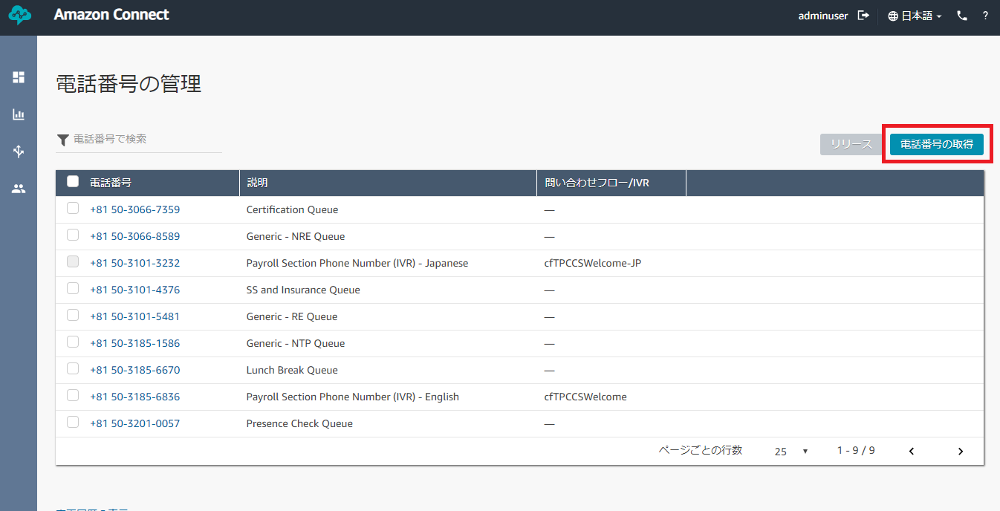 Amazon Connect
adminuser 日本語 ?
電話番号の管理
電話番号で検索
リリース 電話番号の取得
電話番号 説明 問い合わせフロー/IVR
+81 50-3066-7359 Certification Queue —
+81 50-3066-8589 Generic - NRE Queue —
+81 50-3101-3232 Payroll Section Phone Number (IVR) - Japanese cfTPCCSWelcome-JP
+81 50-3101-4376 SS and Insurance Queue —
+81 50-3101-5481 Generic - RE Queue —
+81 50-3185-1586 Generic - NTP Queue —
+81 50-3185-6670 Lunch Break Queue —
+81 50-3185-6836 Payroll Section Phone Number (IVR) - English cfTPCCSWelcome
+81 50-3201-0057 Presence Check Queue —
ページごとの行数 25 1 - 9 / 9